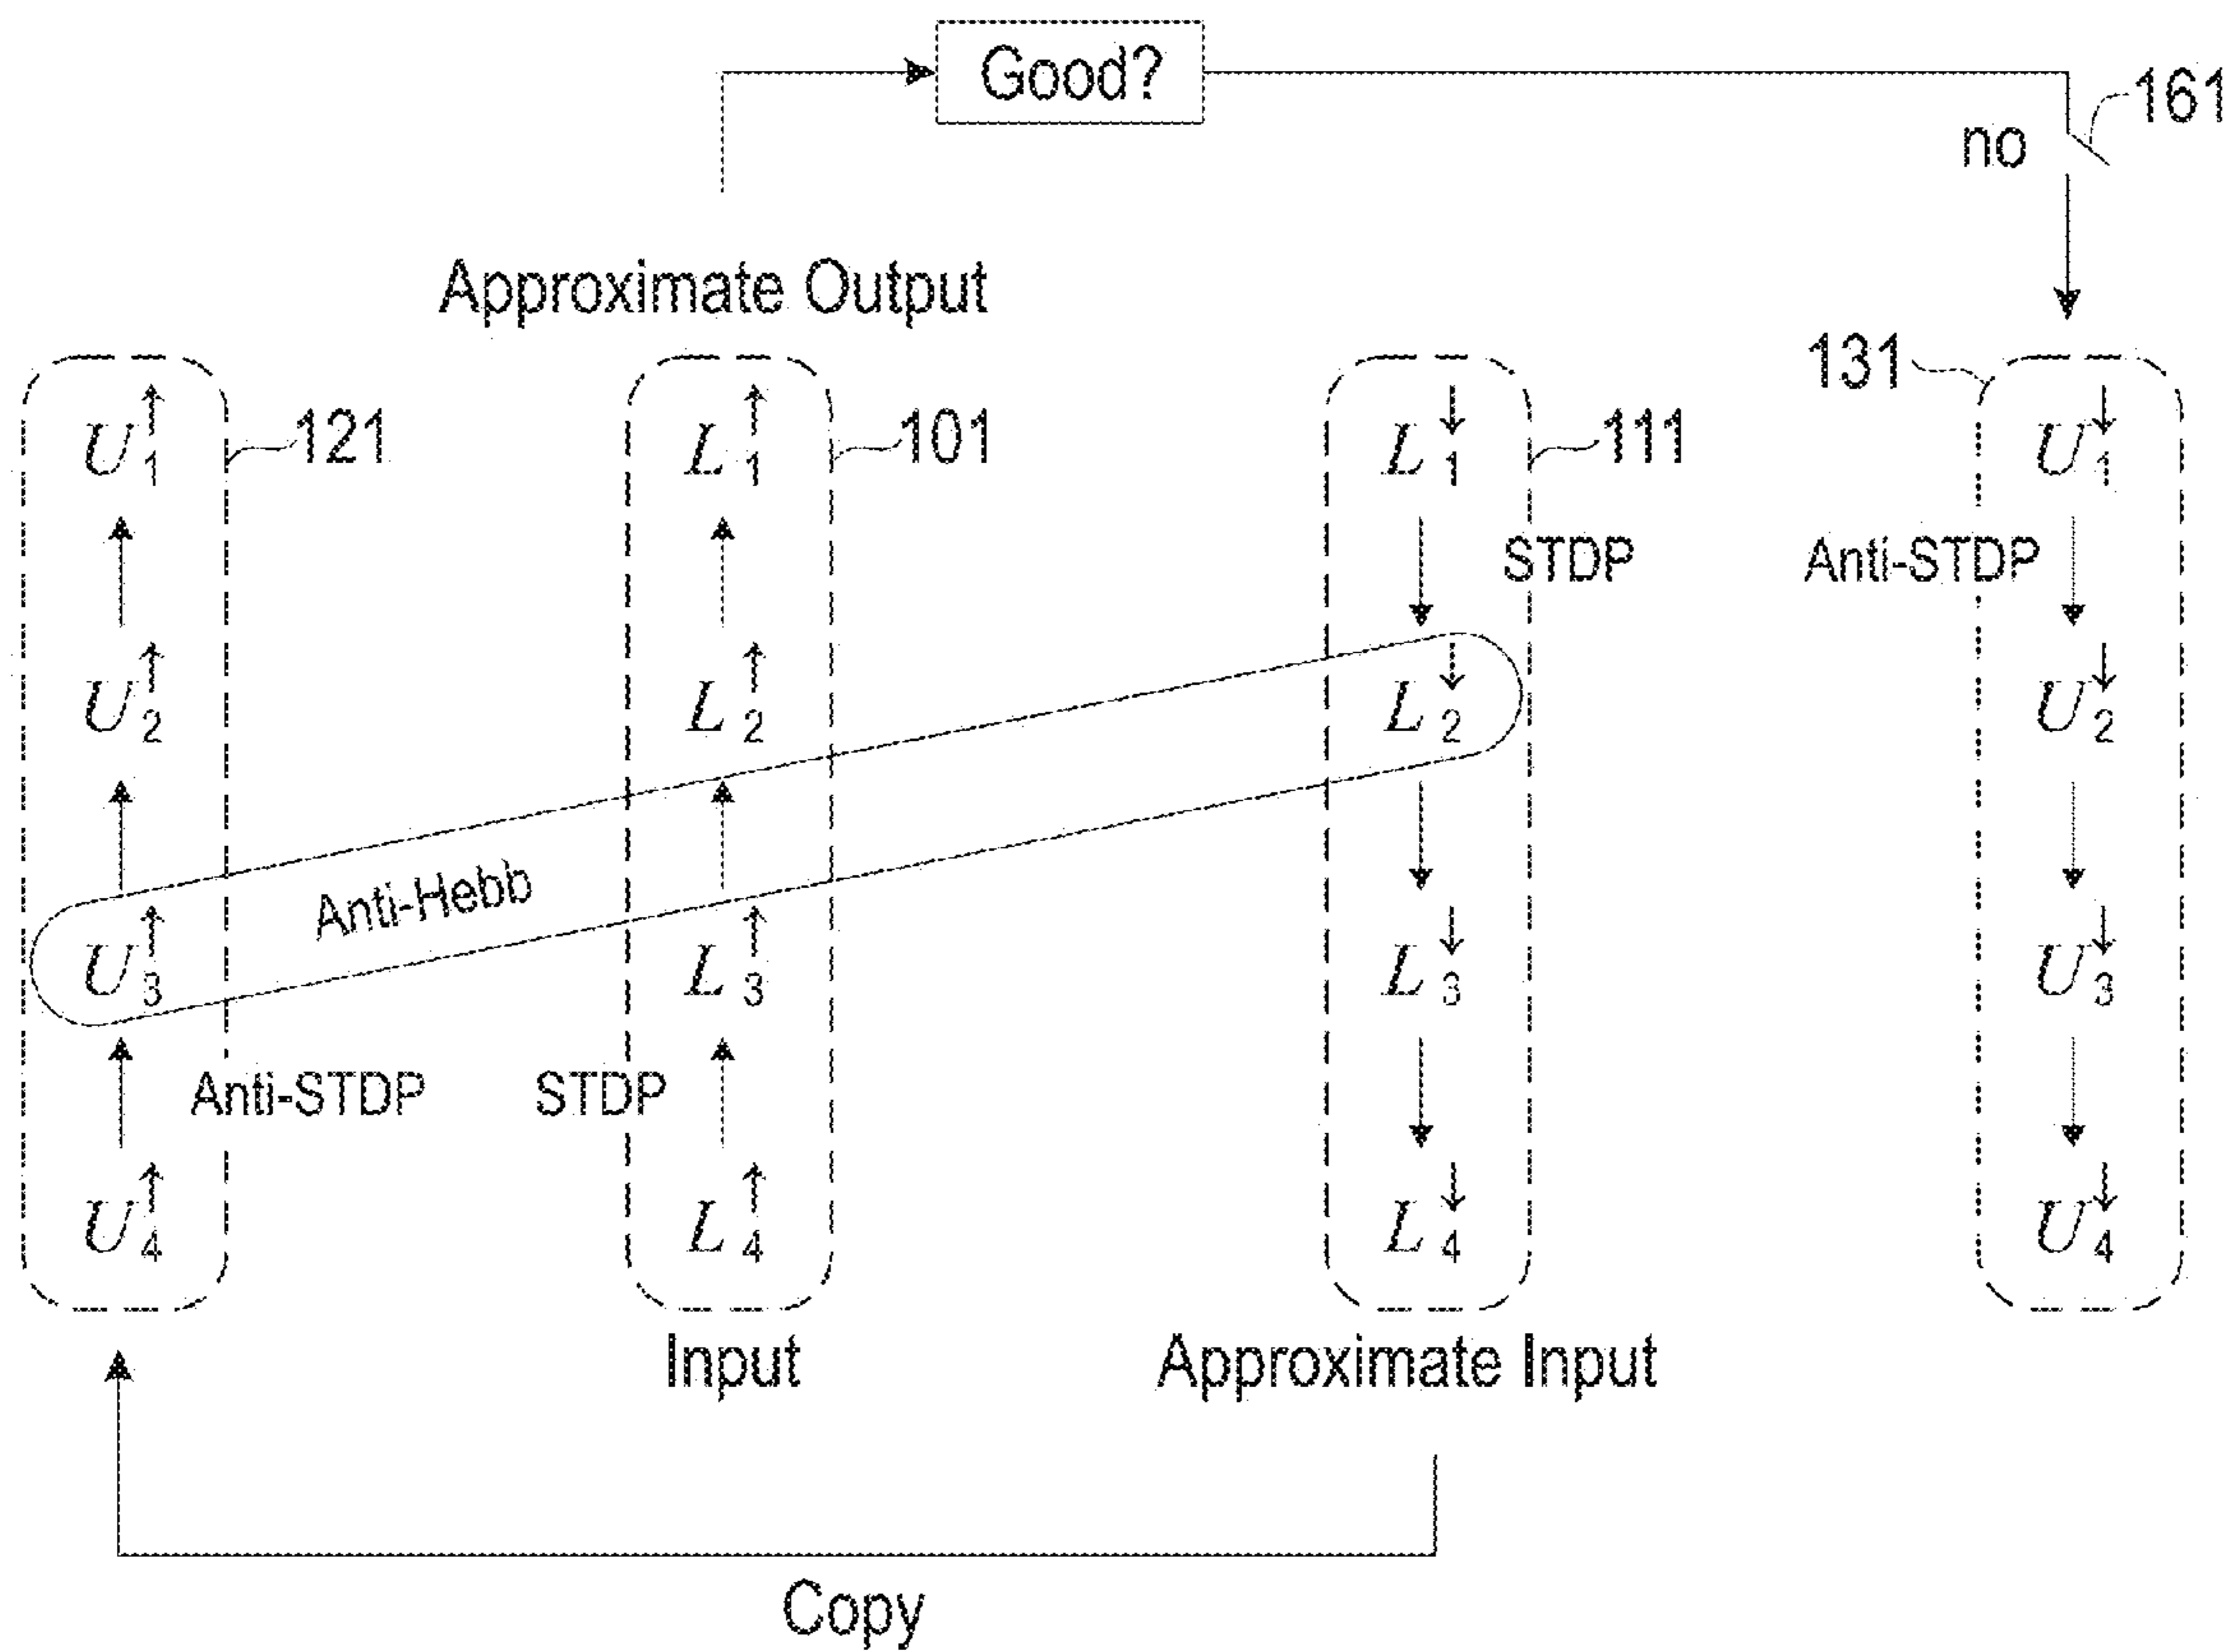 Good?
161
no
Approximate Output
131
U↑1 L↑1 L↓1 U↓1
121 101 111
STDP Anti-STDP
U↑2 L↑2 L↓2 U↓2
Anti-Hebb
U↑3 L↑3 L↓3 U↓3
Anti-STDP STDP
U↑4 L↑4 L↓4 U↓4
Input Approximate Input
Copy